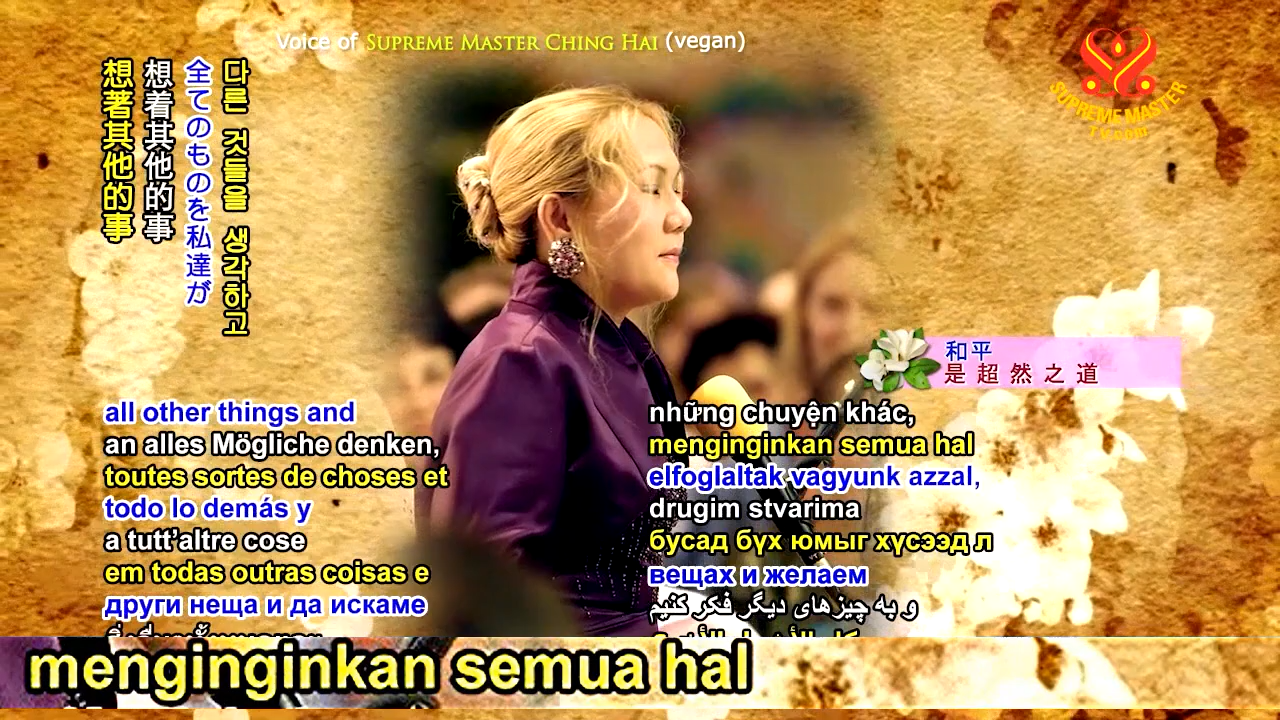 Voice of SUPREME MASTER CHING HAI (vegan)
SUPREME MASTER
TV.COM
다른 것들을 생각하고
全てのものを私達が
想着其他的事
想著其他的事
和平
是超然之道
all other things and
an alles Mögliche denken,
toutes sortes de choses et
todo lo demás y
a tutt’altre cose
em todas outras coisas e
други неща и да искаме
những chuyện khác,
menginginkan semua hal
elfoglaltak vagyunk azzal,
drugim stvarima
бусад бүх юмыг хүсээд л
вещах и желаем
و به چیزهای دیگر فکر کنیم
menginginkan semua hal